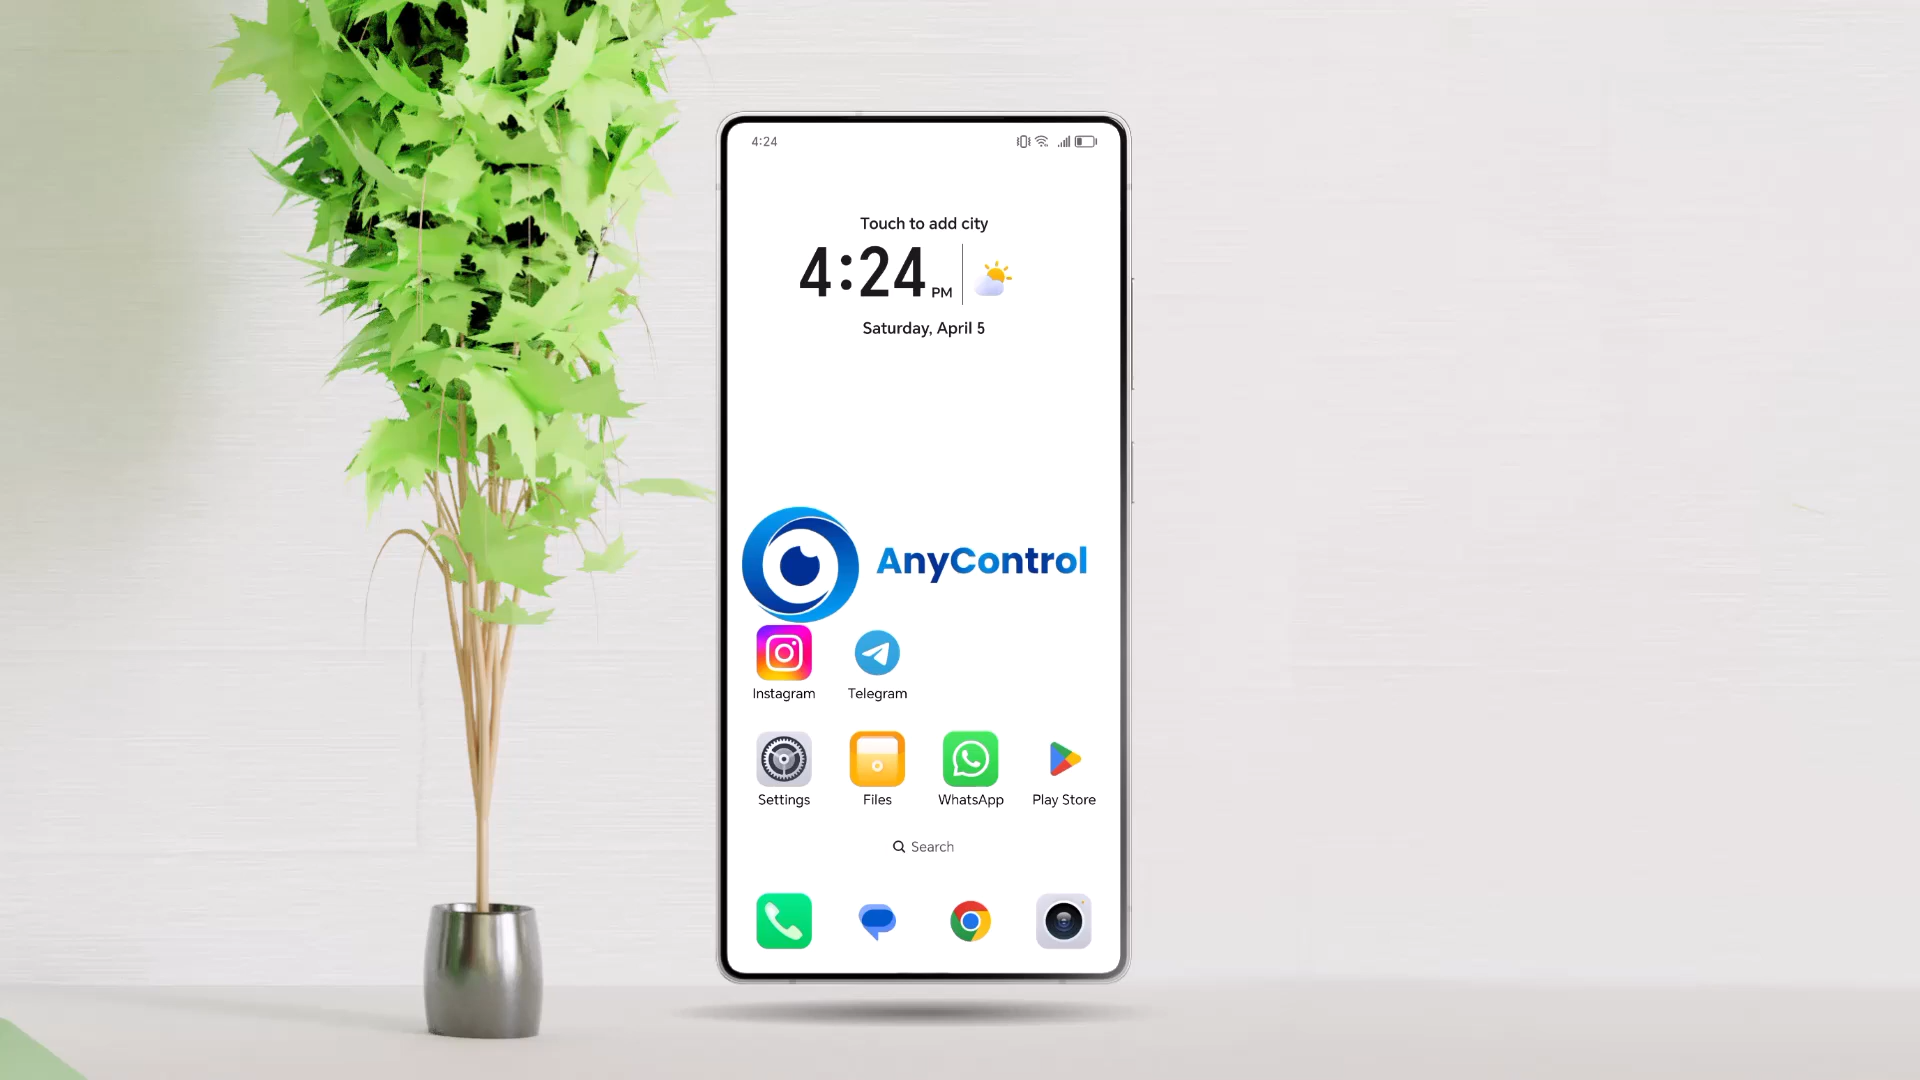 4:24
Touch to add city
4:24 PM
Saturday, April 5
AnyControl
Instagram Telegram
Settings Files WhatsApp Play Store
Search